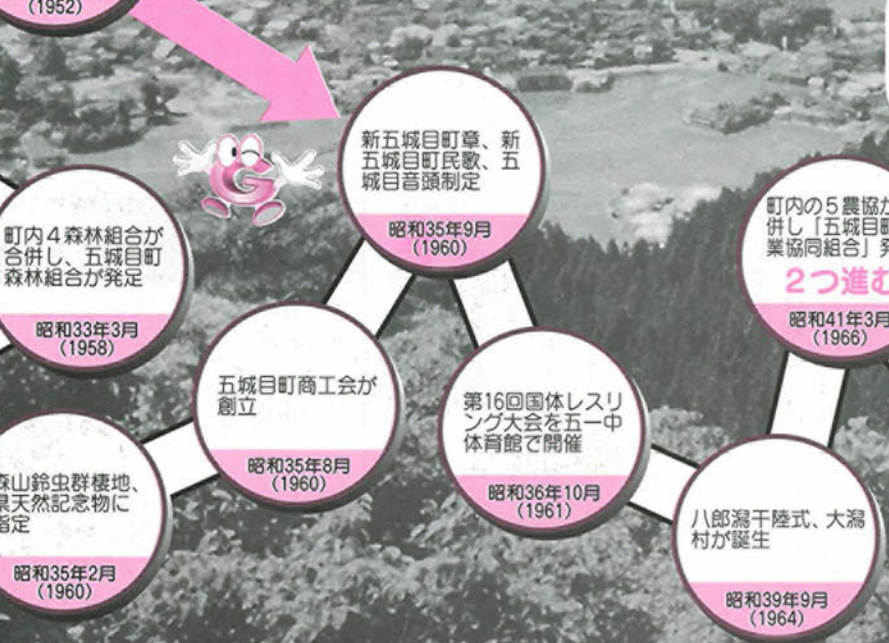 (1952)
町内４森林組合が
合併し、五城目町
森林組合が発足
昭和33年3月
(1958)
森山鈴虫群棲地、
県天然記念物に
指定
昭和35年2月
(1960)
五城目町商工会が
創立
昭和35年8月
(1960)
新五城目町章、新
五城目町民歌、五
城目音頭制定
昭和35年9月
(1960)
G
第16回国体レスリ
ング大会を五一中
体育館で開催
昭和36年10月
(1961)
八郎潟干陸式、大潟
村が誕生
昭和39年9月
(1964)
町内の５農協が
併し「五城目町
業協同組合」発
２つ進む
昭和41年3月
(1966)